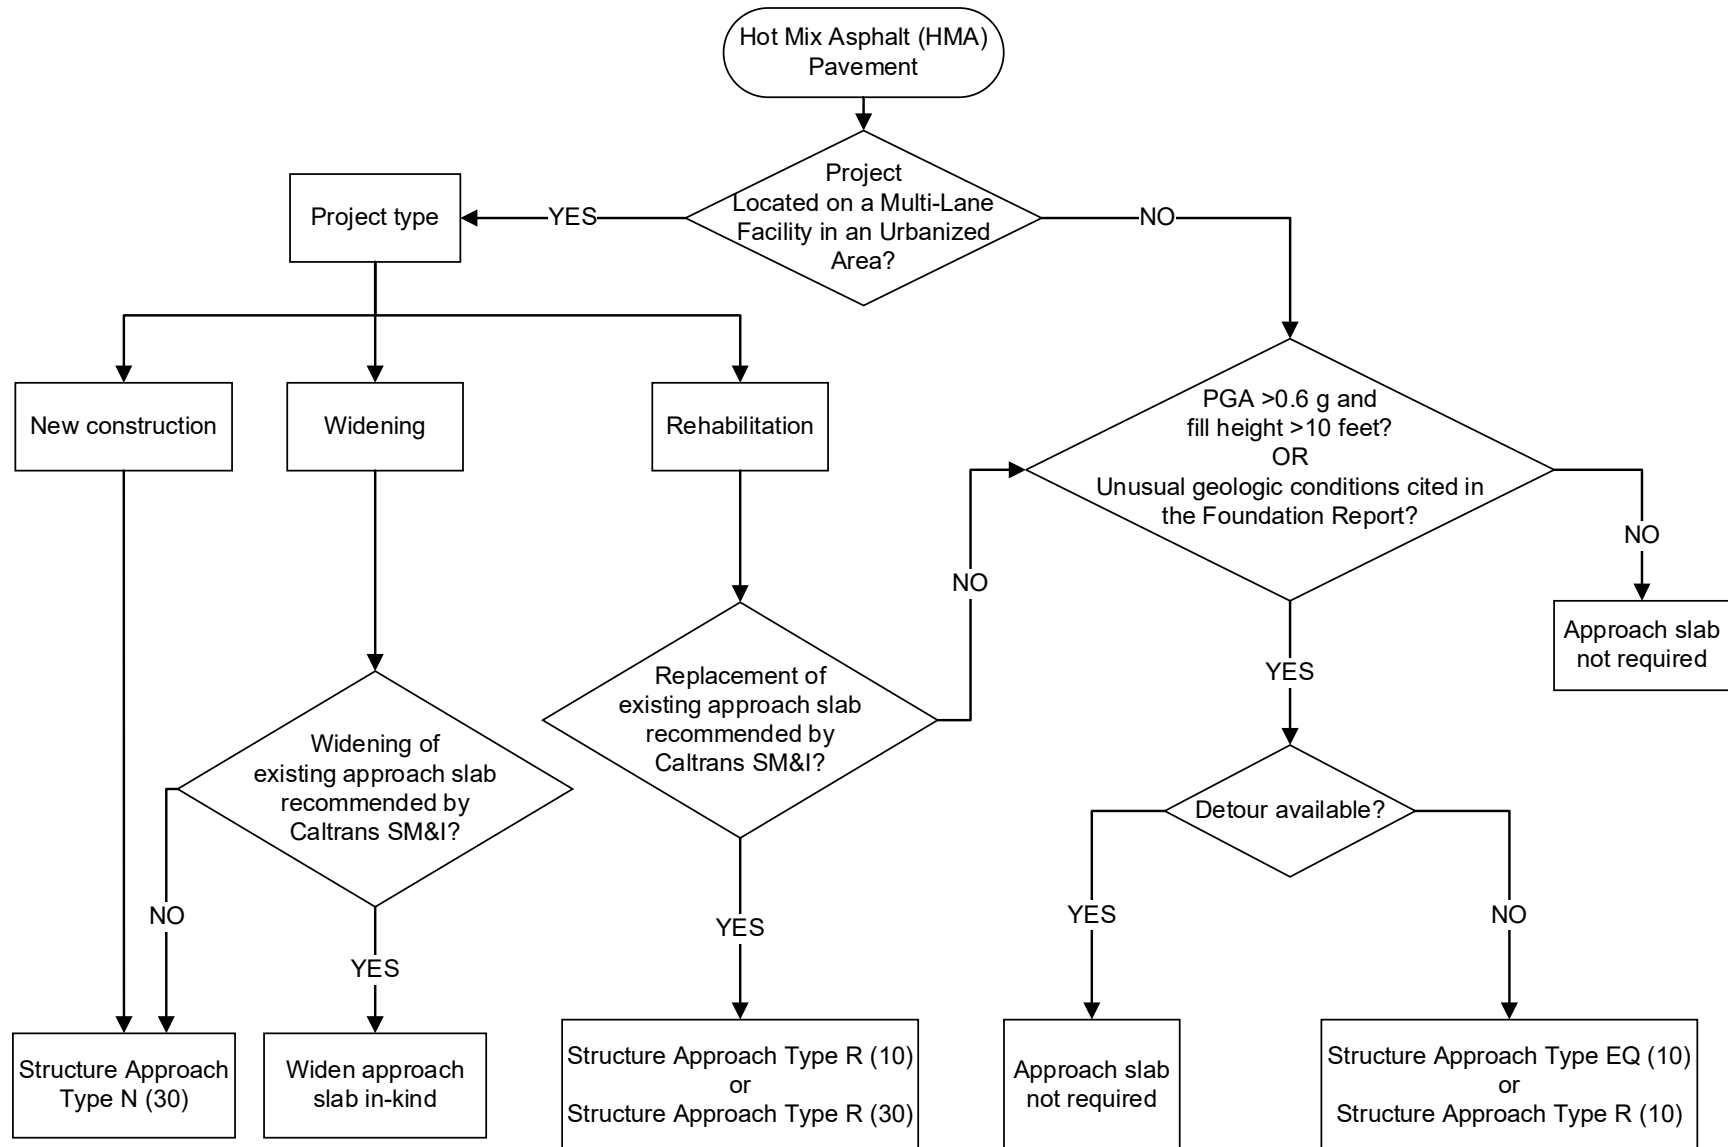 Hot Mix Asphalt (HMA)
Pavement
Project
Located on a Multi-Lane
Facility in an Urbanized
Area?
YES
NO
Project type
New construction
Widening
Rehabilitation
PGA >0.6 g and
fill height >10 feet?
OR
Unusual geologic conditions cited in
the Foundation Report?
NO
NO
Approach slab
not required
YES
Replacement of
existing approach slab
recommended by
Caltrans SM&I?
Widening of
existing approach slab
recommended by
Caltrans SM&I?
Detour available?
NO
YES
YES
YES
NO
Structure Approach
Type N (30)
Widen approach
slab in-kind
Structure Approach Type R (10)
or
Structure Approach Type R (30)
Approach slab
not required
Structure Approach Type EQ (10)
or
Structure Approach Type R (10)